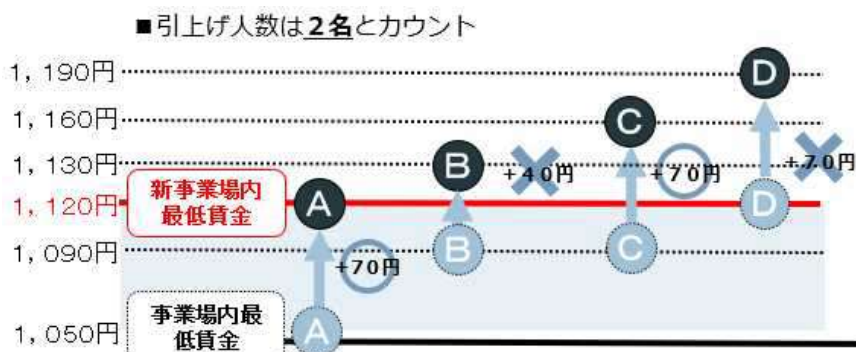 ■引上げ人数は2名とカウント
1,190円
D
1,160円
C
1,130円
B
+40円
+70円
+70円
新事業場内
最低賃金
1,120円
A
D
1,090円
B
C
+70円
事業場内最
低賃金
1,050円
A